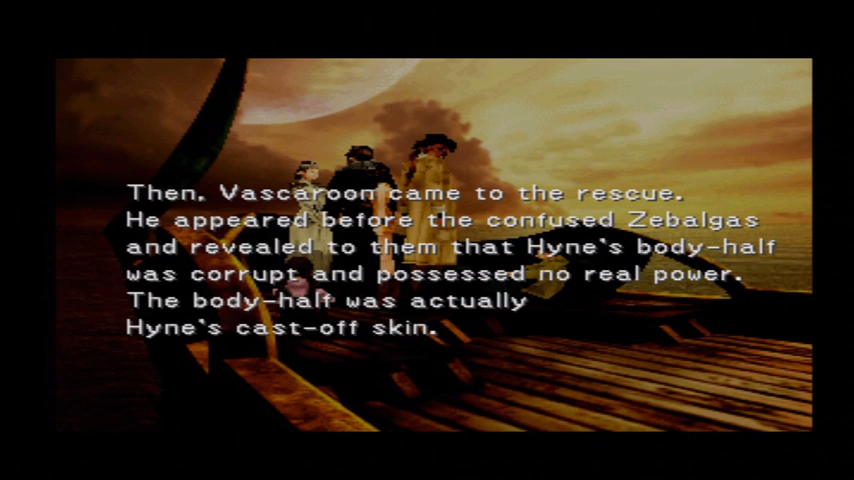 Then, Vascaroon came to the rescue.
He appeared before the confused Zebalgas
and revealed to them that Hyne's body-half
was corrupt and possessed no real power.
The body-half was actually
Hyne's cast-off skin.